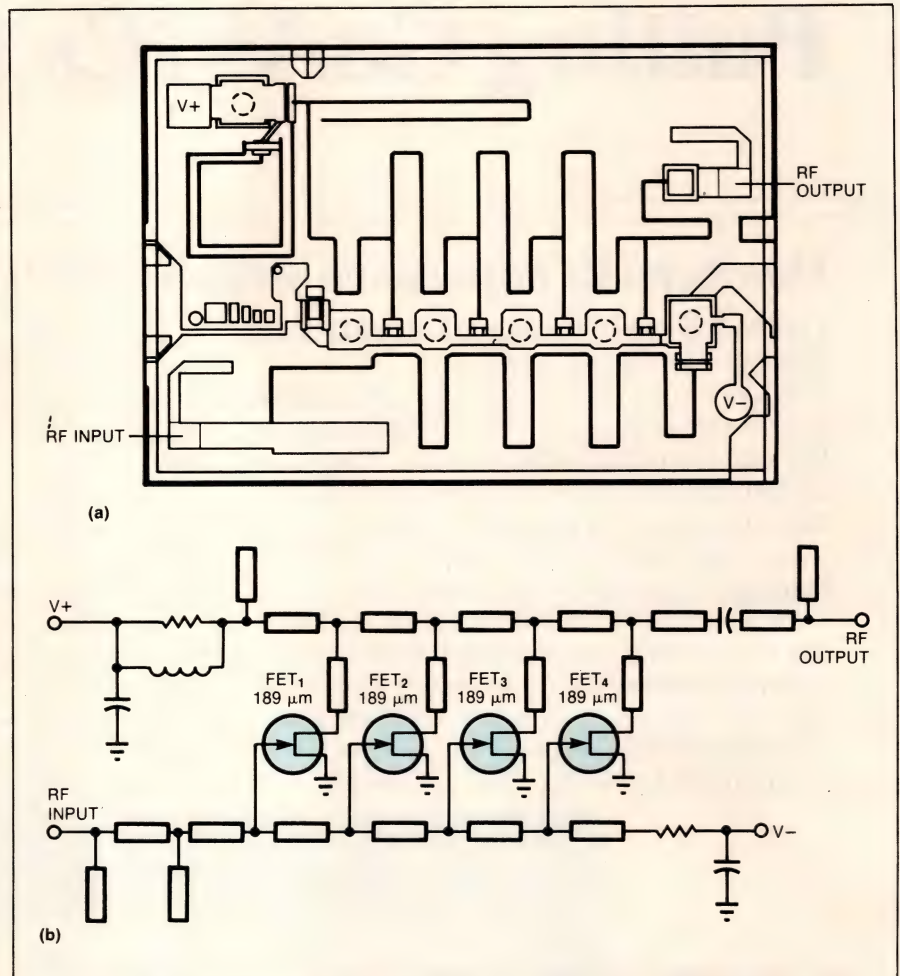 V+
RF
OUTPUT
RF INPUT
V-
(a)
V+
RF
OUTPUT
FET₁
189 μm
FET₂
189 μm
FET₃
189 μm
FET₄
189 μm
RF
INPUT
V-
(b)